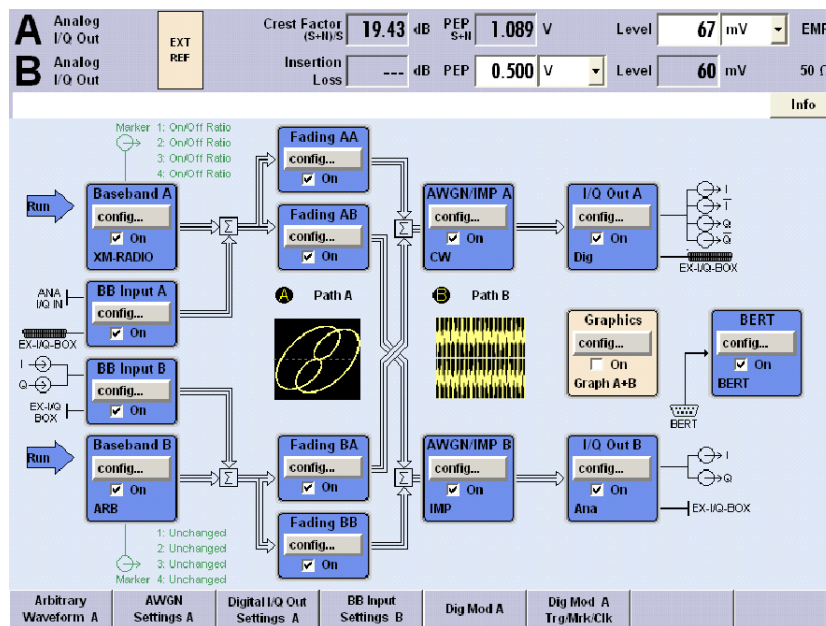 A Analog I/Q Out
EXT REF
Crest Factor (S+N)/S 19.43 dB PEP S+N 1.089 V Level 67 mV EMF
B Analog I/Q Out
Insertion Loss --- dB PEP 0.500 V Level 60 mV 50 Ω
Info
Marker 1: On/Off Ratio
2: On/Off Ratio
3: On/Off Ratio
4: On/Off Ratio
Run
Baseband A
config...
On
XM-RADIO
Σ
Fading AA
config...
On
Fading AB
config...
On
Σ
AWGN/IMP A
config...
On
CW
I/Q Out A
config...
On
Dig
I
I
Q
Q
EX-I/Q-BOX
ANA I/Q IN
EX-I/Q-BOX
BB Input A
config...
On
A Path A
B Path B
Graphics
config...
On
Graph A+B
BERT
config...
On
BERT
BERT
I
Q
EX-I/Q BOX
BB Input B
config...
On
Run
Baseband B
config...
On
ARB
Σ
Fading BA
config...
On
Fading BB
config...
On
Σ
AWGN/IMP B
config...
On
IMP
I/Q Out B
config...
On
Ana
I
Q
EX-I/Q-BOX
1: Unchanged
2: Unchanged
3: Unchanged
Marker 4: Unchanged
Arbitrary Waveform A
AWGN Settings A
Digital I/Q Out Settings A
BB Input Settings B
Dig Mod A
Dig Mod A Trg/Mrk/Clk